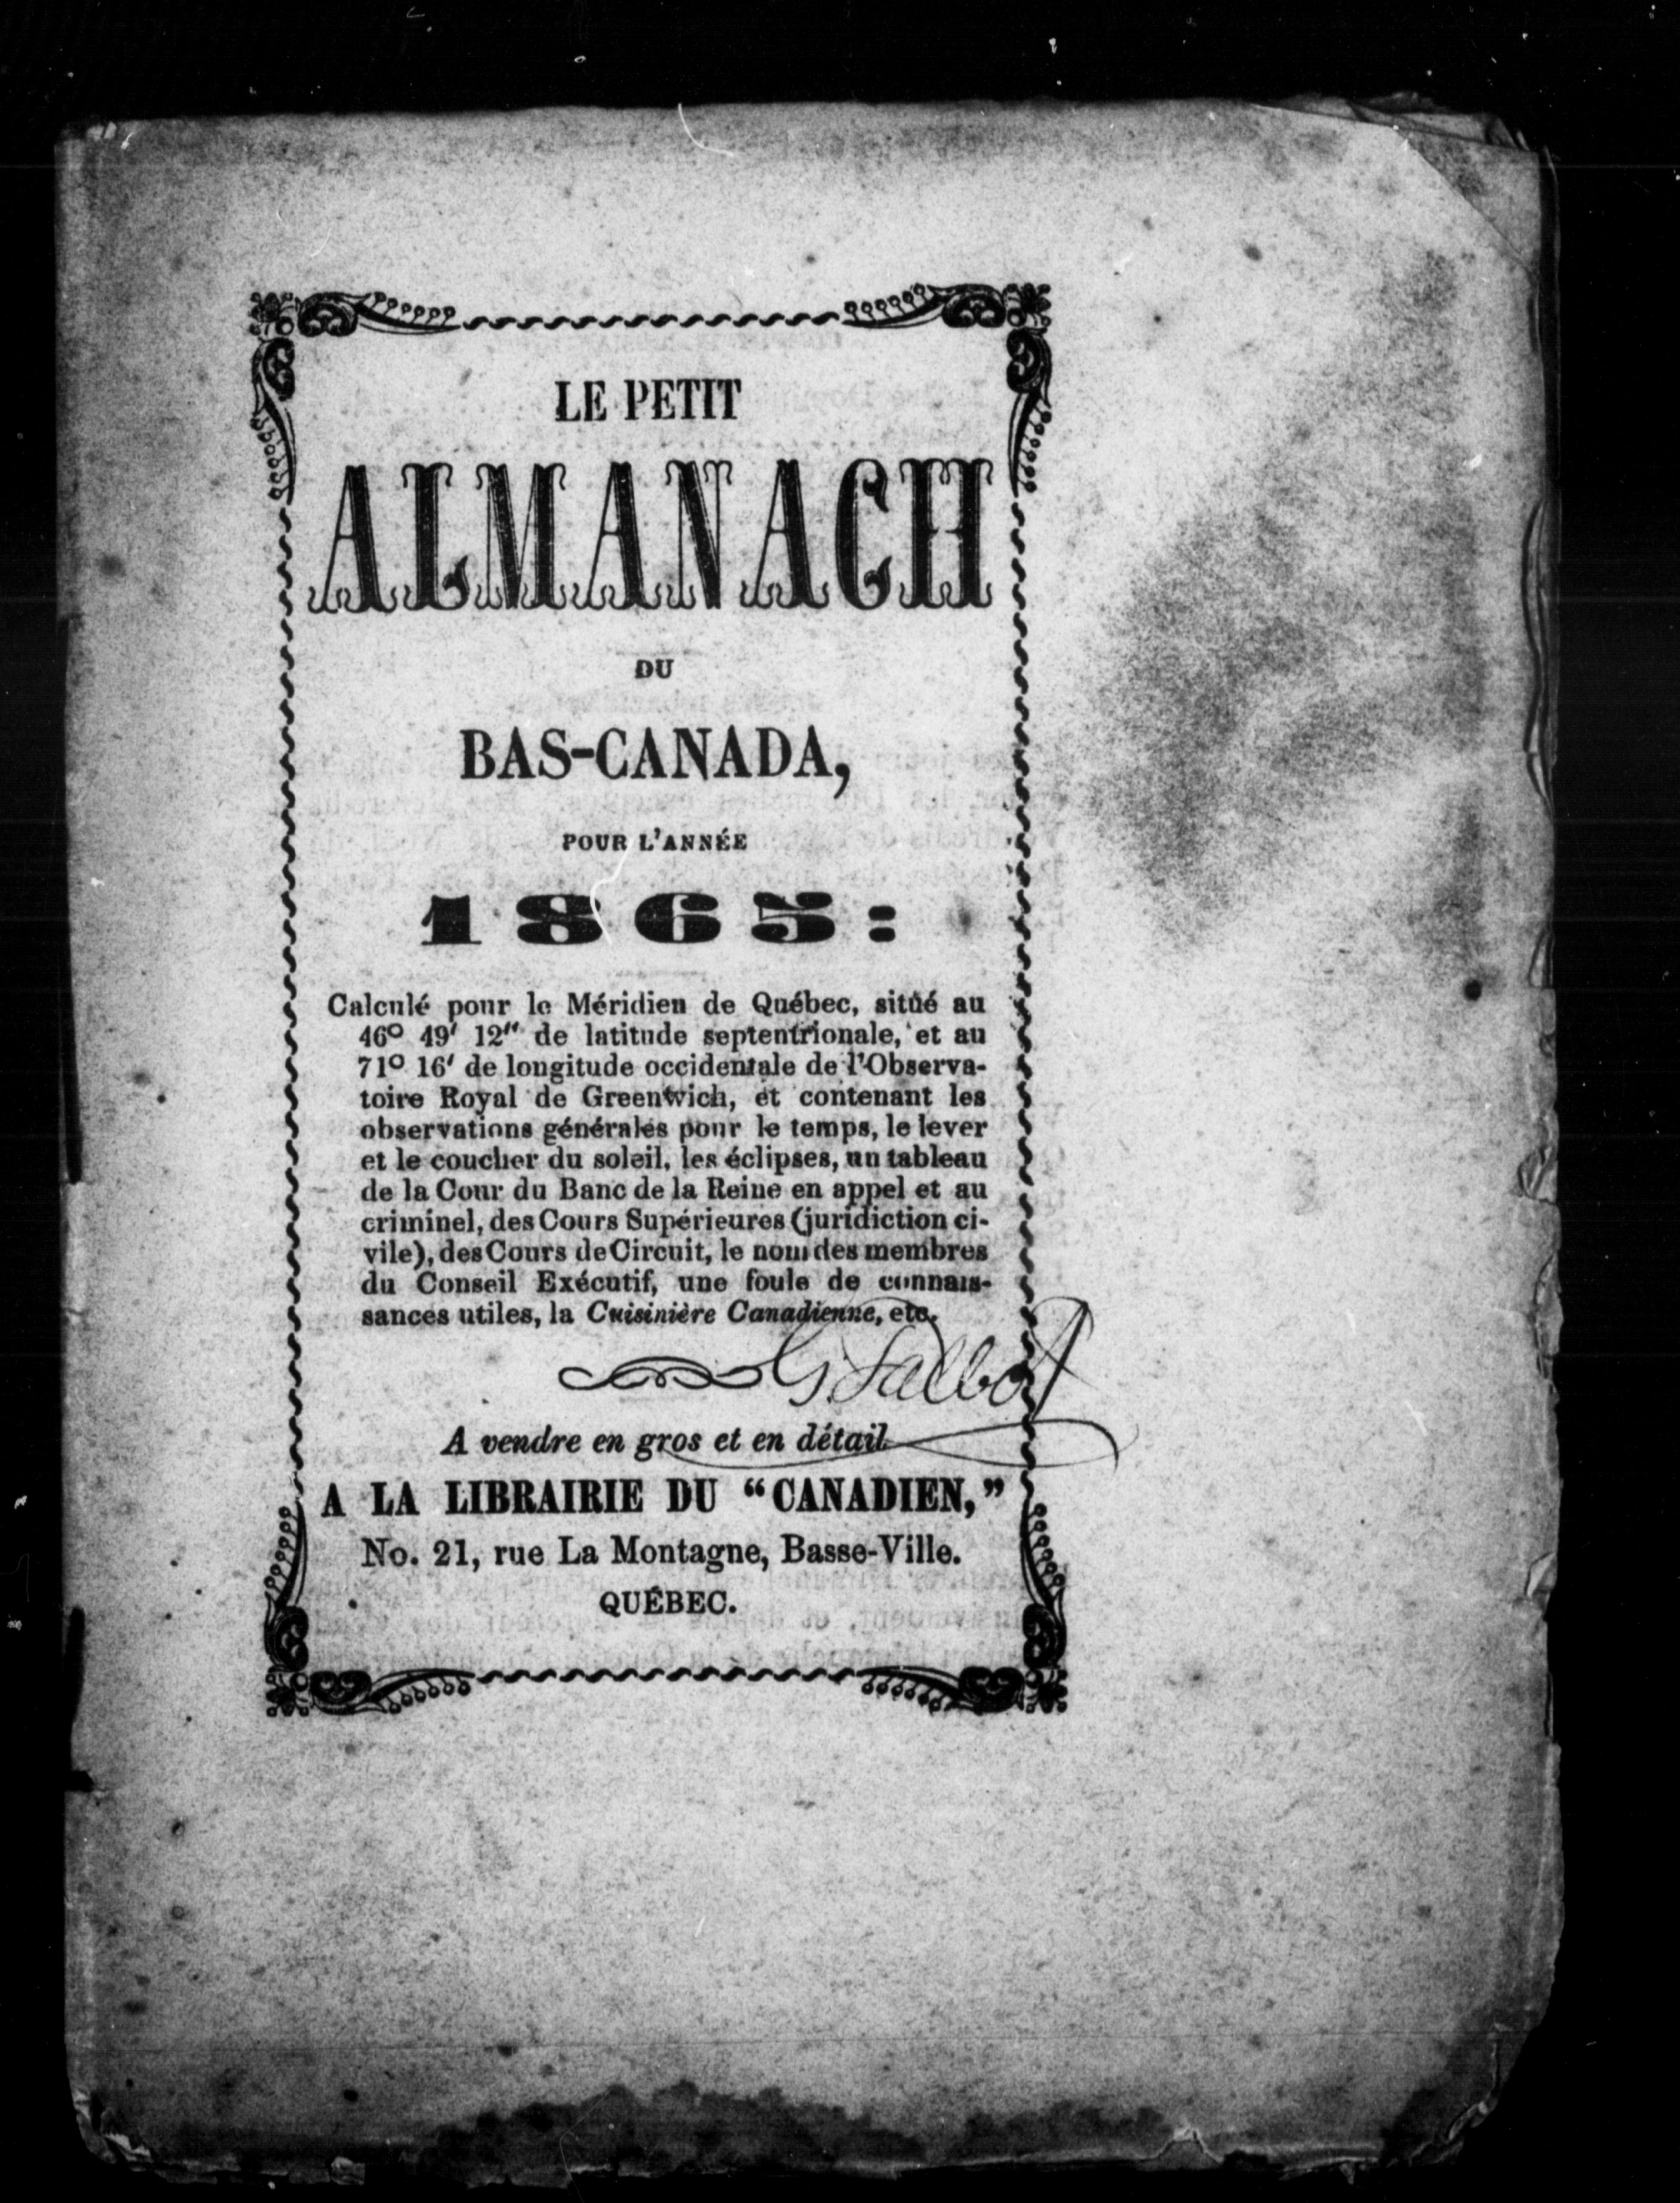 LE PETIT
ALMANACH
DU
BAS-CANADA,
POUR L'ANNÉE
1865:
Calculé pour le Méridien de Québec, sitûé au
46º 49' 12" de latitude septentrionale, et au
71º 16' de longitude occidentale de l'Observa-
toire Royal de Greenwich, et contenant les
observations générales pour le temps, le lever
et le coucher du soleil, les éclipses, un tableau
de la Cour du Banc de la Reine en appel et au
criminel, des Cours Supérieures (juridiction ci-
vile), des Cours de Circuit, le nom des membres
du Conseil Exécutif, une foule de connais-
sances utiles, la Cuisinière Canadienne, etc.
A vendre en gros et en détail
A LA LIBRAIRIE DU "CANADIEN,"
No. 21, rue La Montagne, Basse-Ville.
QUÉBEC.